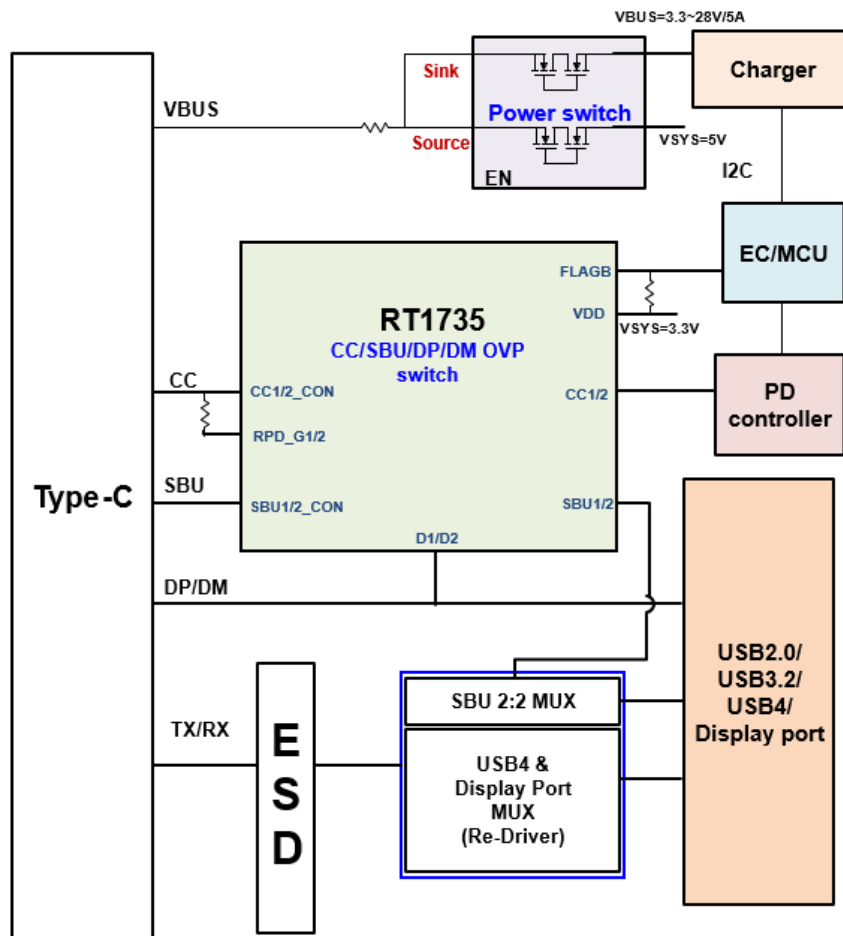 VBUS=3.3~28V/5A
Charger
Sink
VBUS
Power switch
Source
VSYS=5V
EN
I2C
EC/MCU
FLAGB
RT1735
VDD
VSYS=3.3V
CC/SBU/DP/DM OVP
switch
CC
CC1/2_CON
CC1/2
PD
controller
RPD_G1/2
Type-C
SBU
SBU1/2_CON
SBU1/2
D1/D2
DP/DM
USB2.0/
USB3.2/
USB4/
Display port
SBU 2:2 MUX
TX/RX
E
S
D
USB4 &
Display Port
MUX
(Re-Driver)